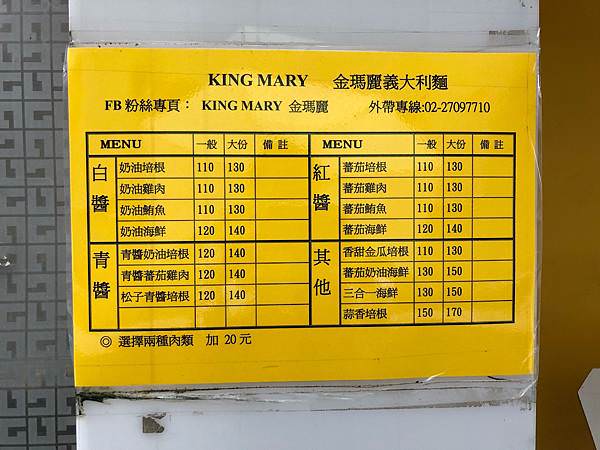 KING MARY 金瑪麗義大利麵
FB 粉絲專頁： KING MARY 金瑪麗 外帶專線:02-27097710
MENU 一般 大份 備註
白醬
奶油培根 110 130
奶油雞肉 110 130
奶油鮪魚 110 130
奶油海鮮 120 140
青醬
青醬奶油培根 120 140
青醬蕃茄雞肉 120 140
松子青醬培根 120 140
MENU 一般 大份 備註
紅醬
蕃茄培根 110 130
蕃茄雞肉 110 130
蕃茄鮪魚 110 130
蕃茄海鮮 120 140
其他
香甜金瓜培根 110 130
蕃茄奶油海鮮 130 150
三合一海鮮 130 150
蒜香培根 150 170
◎ 選擇兩種肉類 加 20 元